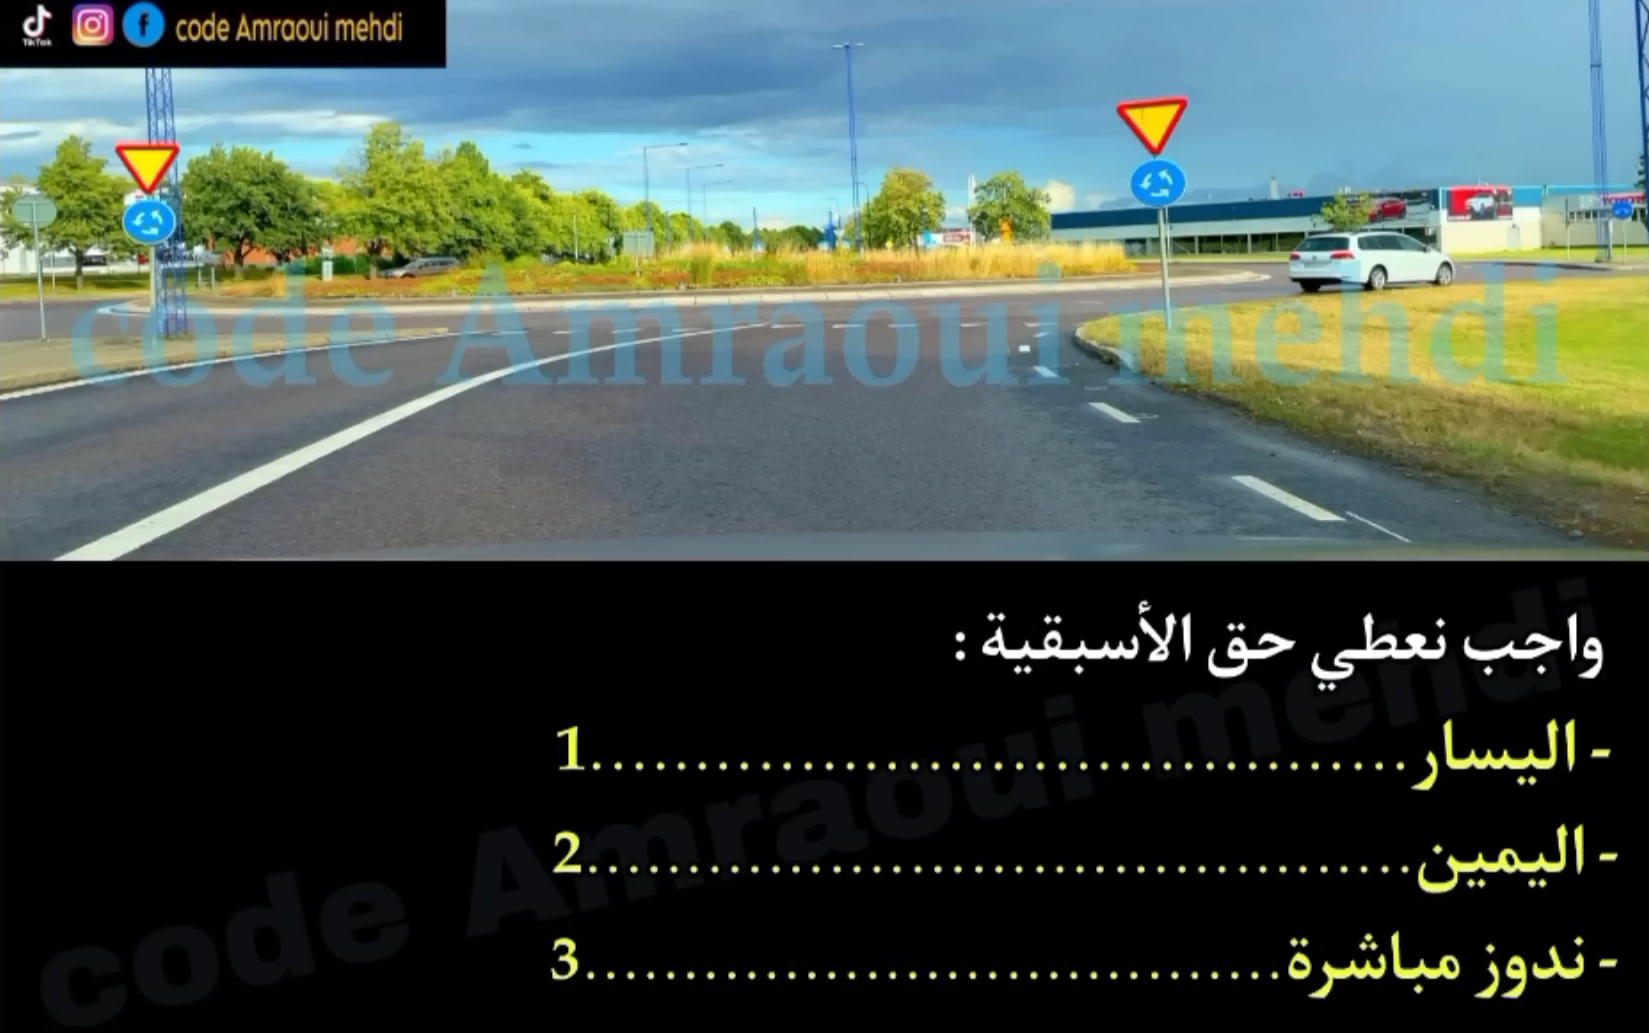 TikTok
code Amraoui mehdi
code Amraoui mehdi
واجب نعطي حق الأسبقية :
- اليسار........................................1
- اليمين........................................2
- ندوز مباشرة..................................3
code Amraoui mehdi